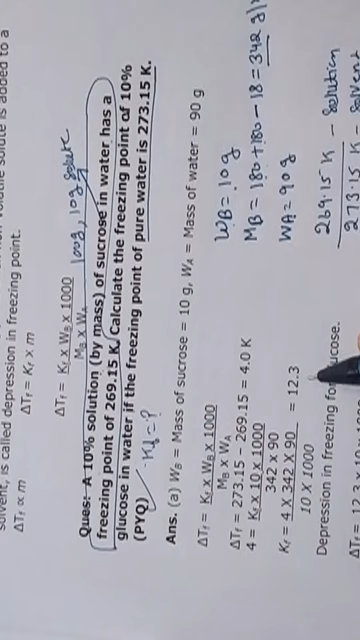 solvent, is called depression in freezing point.
ΔTf ∝ m
ΔTf = Kf x m
ΔTf = Kf x WB x 1000
MB x WA
100g, 10g solute
Ques: A 10% solution (by mass) of sucrose in water has a
freezing point of 269.15 K. Calculate the freezing point of 10%
glucose in water if the freezing point of pure water is 273.15 K.
(PYQ)
Kf = ?
Ans. (a) WB = Mass of sucrose = 10 g, WA = Mass of water = 90 g
ΔTf = Kf x WB x 1000
MB x WA
ΔTf = 273.15 - 269.15 = 4.0 K
4 = Kf x 10 x 1000
342 x 90
Kf = 4 x 342 x 90 = 12.3
10 X 1000
WB = 10 g
MB = 180 + 180 - 18 = 342 g/
WA = 90 g
269.15 K - solution
273.15 K solvent
Depression in freezing for
ucose.